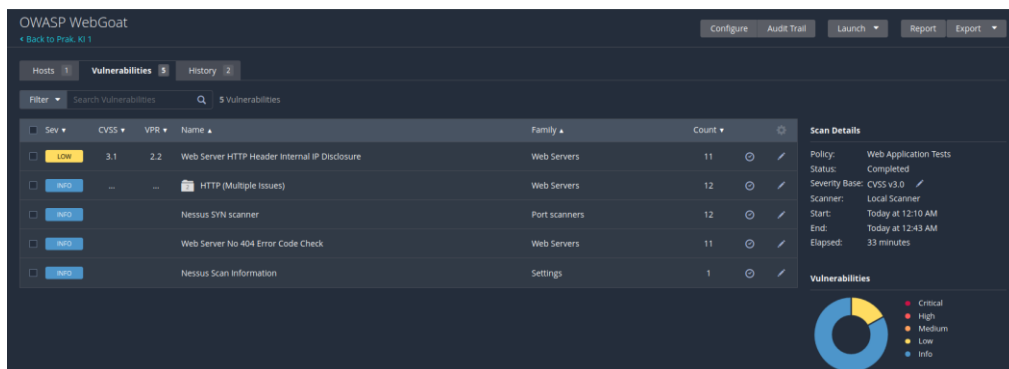 OWASP WebGoat
Back to Prak. KI 1
Configure Audit Trail Launch Report Export
Hosts 1 Vulnerabilities 5 History 2
Filter Search Vulnerabilities 5 Vulnerabilities
Sev CVSS VPR Name Family Count
LOW 3.1 2.2 Web Server HTTP Header Internal IP Disclosure Web Servers 11
INFO ... ... 2 HTTP (Multiple Issues) Web Servers 12
INFO Nessus SYN scanner Port scanners 12
INFO Web Server No 404 Error Code Check Web Servers 11
INFO Nessus Scan Information Settings 1
Scan Details
Policy: Web Application Tests
Status: Completed
Severity Base: CVSS v3.0
Scanner: Local Scanner
Start: Today at 12:10 AM
End: Today at 12:43 AM
Elapsed: 33 minutes
Vulnerabilities
Critical
High
Medium
Low
Info